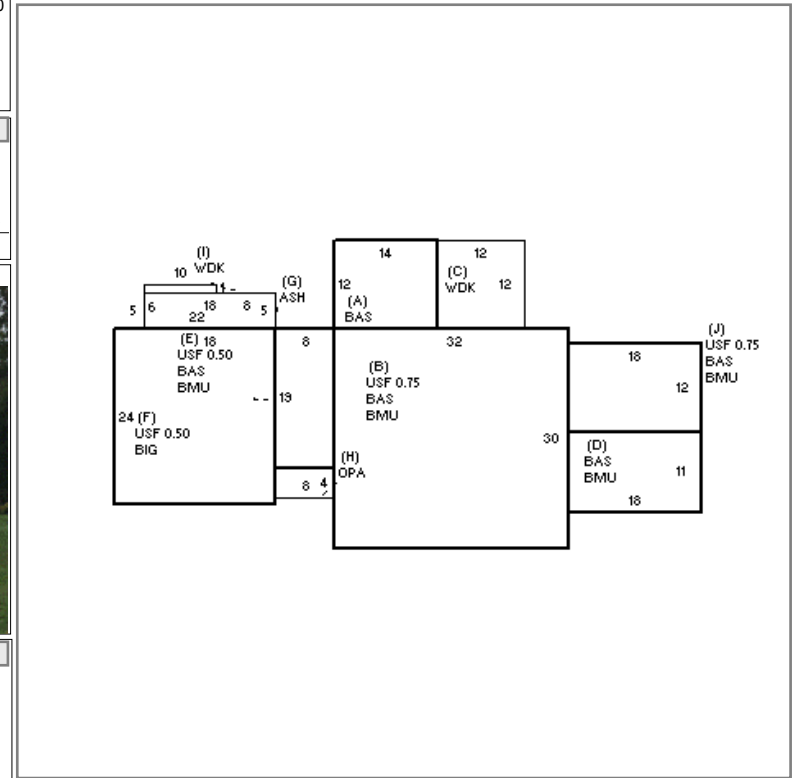 0
(I)
WDK
10
(G)
ASH
5
6
18
8
5
22
(E) 18
USF 0.50
BAS
BMU
24 (F)
USF 0.50
BIG
8
19
14
12
(A)
BAS
12
(C)
WDK
12
32
(B)
USF 0.75
BAS
BMU
30
(H)
OPA
8
4
(J)
USF 0.75
BAS
BMU
18
12
(D)
BAS
BMU
11
18